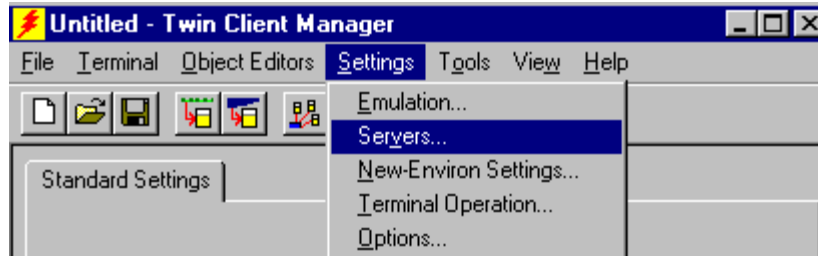 Untitled - Twin Client Manager
File Terminal Object Editors Settings Tools View Help
Emulation...
Servers...
New-Environ Settings...
Terminal Operation...
Options...
Standard Settings